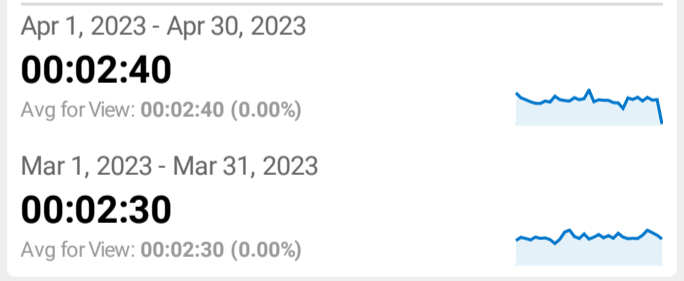 Apr 1, 2023 - Apr 30, 2023
00:02:40
Avg for View: 00:02:40 (0.00%)
Mar 1, 2023 - Mar 31, 2023
00:02:30
Avg for View: 00:02:30 (0.00%)